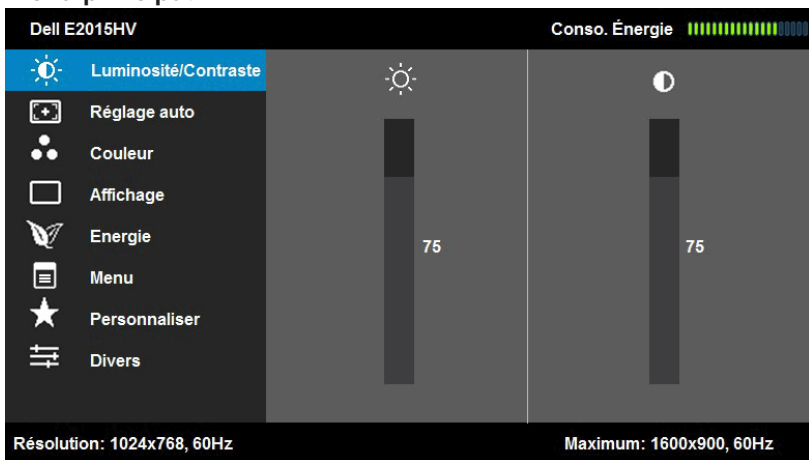 Dell E2015HV
Conso. Énergie
Luminosité/Contraste
Réglage auto
Couleur
Affichage
Energie
Menu
Personnaliser
Divers
75
75
Résolution: 1024x768, 60Hz
Maximum: 1600x900, 60Hz